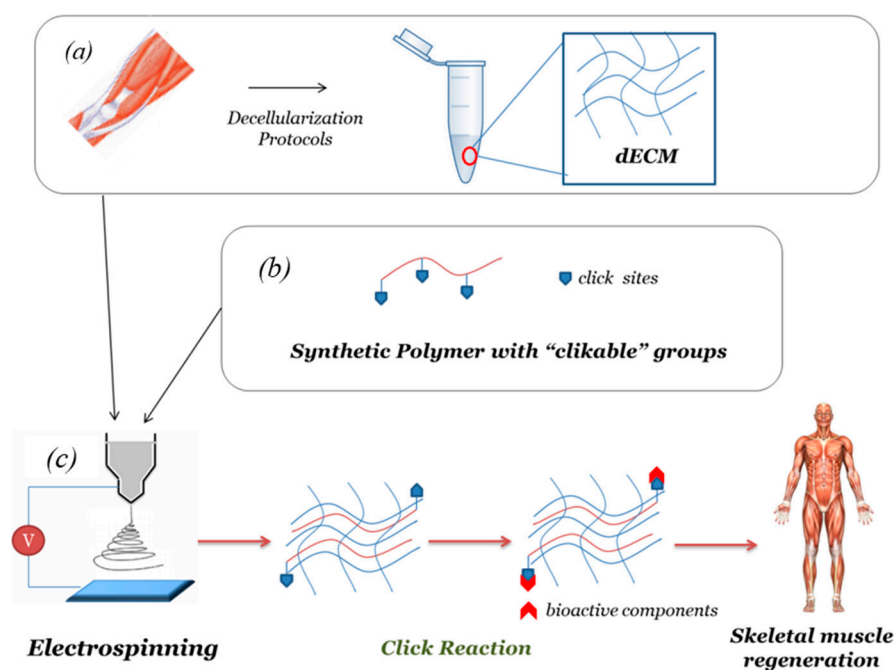 (a)
Decellularization
Protocols
dECM
(b)
click sites
Synthetic Polymer with “clikable” groups
(c)
V
bioactive components
Electrospinning
Click Reaction
Skeletal muscle
regeneration